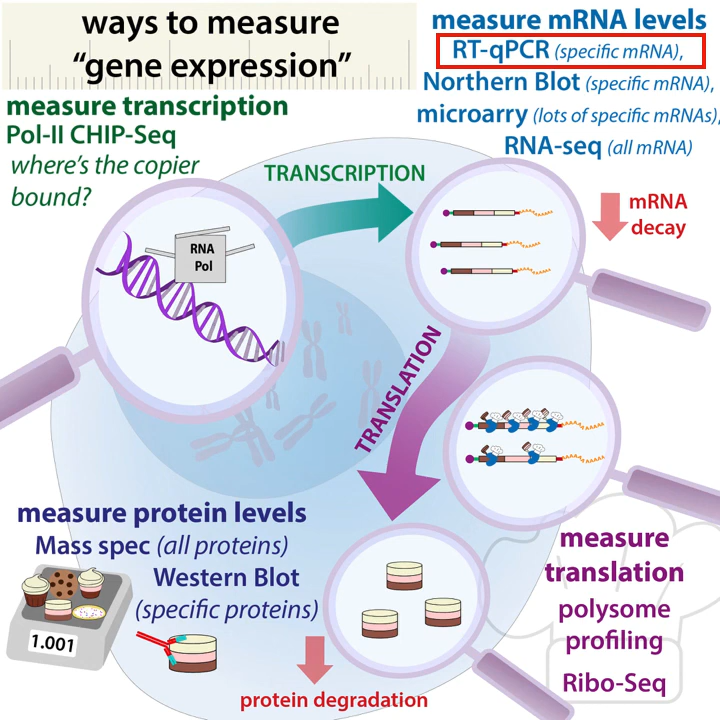 ways to measure
“gene expression”
measure transcription
Pol-II CHIP-Seq
where’s the copier
bound?
measure mRNA levels
RT-qPCR (specific mRNA),
Northern Blot (specific mRNA),
microarry (lots of specific mRNAs),
RNA-seq (all mRNA)
TRANSCRIPTION
mRNA
decay
RNA
Pol
TRANSLATION
measure protein levels
Mass spec (all proteins)
Western Blot
(specific proteins)
1.001
protein degradation
measure
translation
polysome
profiling
Ribo-Seq